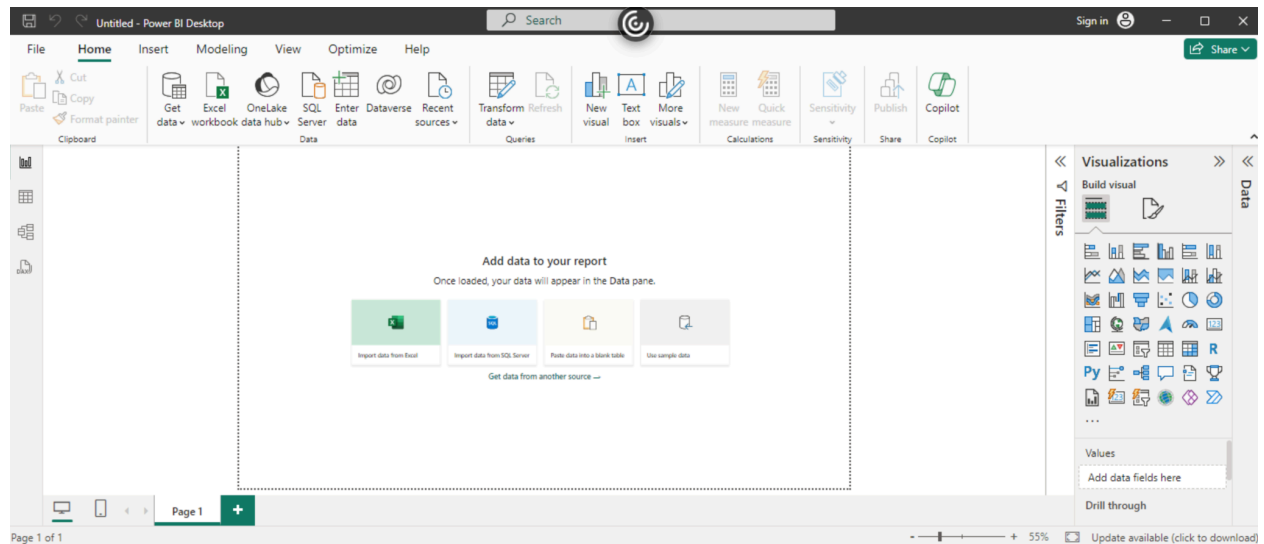 Untitled - Power BI Desktop
Search
Sign in
File Home Insert Modeling View Optimize Help
Share
Paste
Cut
Copy
Format painter
Clipboard
Get data
Excel workbook
OneLake data hub
SQL Server
Enter data
Dataverse
Recent sources
Data
Transform data
Refresh
Queries
New visual
Text box
More visuals
Insert
New measure
Quick measure
Calculations
Sensitivity
Sensitivity
Publish
Share
Copilot
Copilot
Add data to your report
Once loaded, your data will appear in the Data pane.
Import data from Excel
Import data from SQL Server
Paste data into a blank table
Use sample data
Get data from another source →
Filters
Visualizations
Build visual
123
R
Py
...
Values
Add data fields here
Drill through
Data
Page 1
+
Page 1 of 1
- + 55%
Update available (click to download)